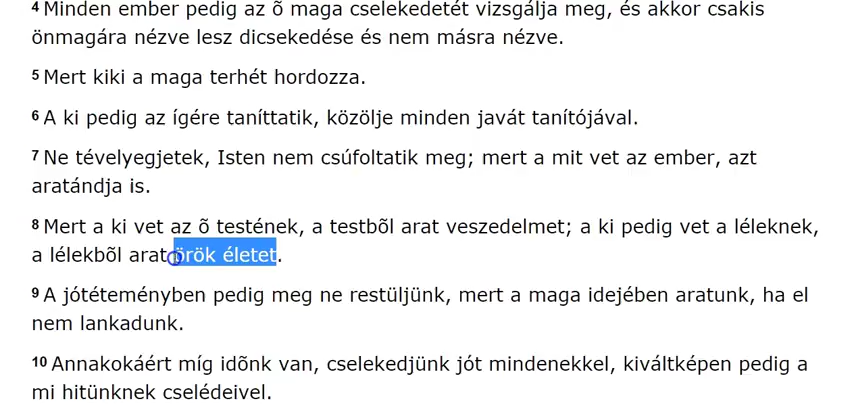 4 Minden ember pedig az õ maga cselekedetét vizsgálja meg, és akkor csakis
önmagára nézve lesz dicsekedése és nem másra nézve.
5 Mert kiki a maga terhét hordozza.
6 A ki pedig az ígére taníttatik, közölje minden javát tanítójával.
7 Ne tévelyegjetek, Isten nem csúfoltatik meg; mert a mit vet az ember, azt
aratándja is.
8 Mert a ki vet az õ testének, a testbõl arat veszedelmet; a ki pedig vet a léleknek,
a lélekbõl arat örök életet.
9 A jótéteményben pedig meg ne restüljünk, mert a maga idejében aratunk, ha el
nem lankadunk.
10 Annakokáért míg idõnk van, cselekedjünk jót mindenekkel, kiváltképen pedig a
mi hitünknek cselédeivel.